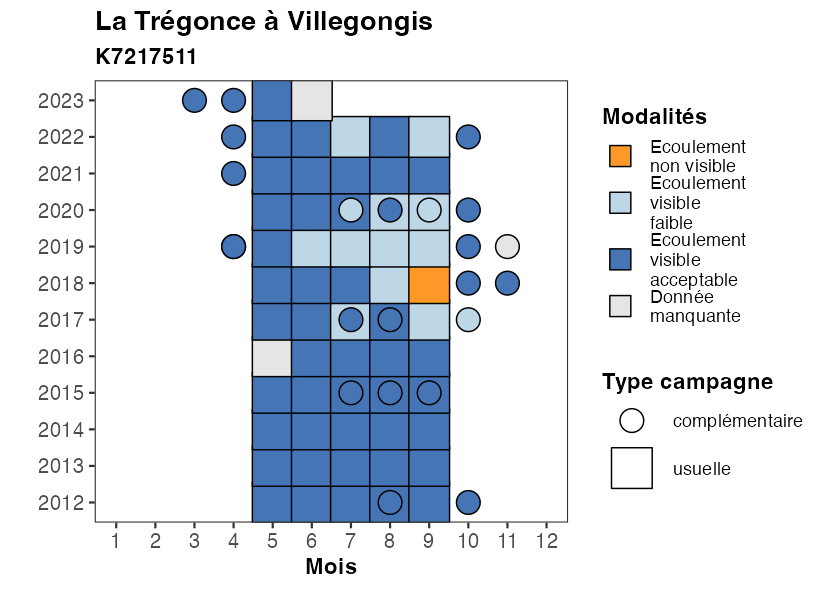 La Trégonce à Villegongis
K7217511
2023
2022
2021
2020
2019
2018
2017
2016
2015
2014
2013
2012
1 2 3 4 5 6 7 8 9 10 11 12
Mois
Modalités
Ecoulement
non visible
Ecoulement
visible
faible
Ecoulement
visible
acceptable
Donnée
manquante
Type campagne
complémentaire
usuelle